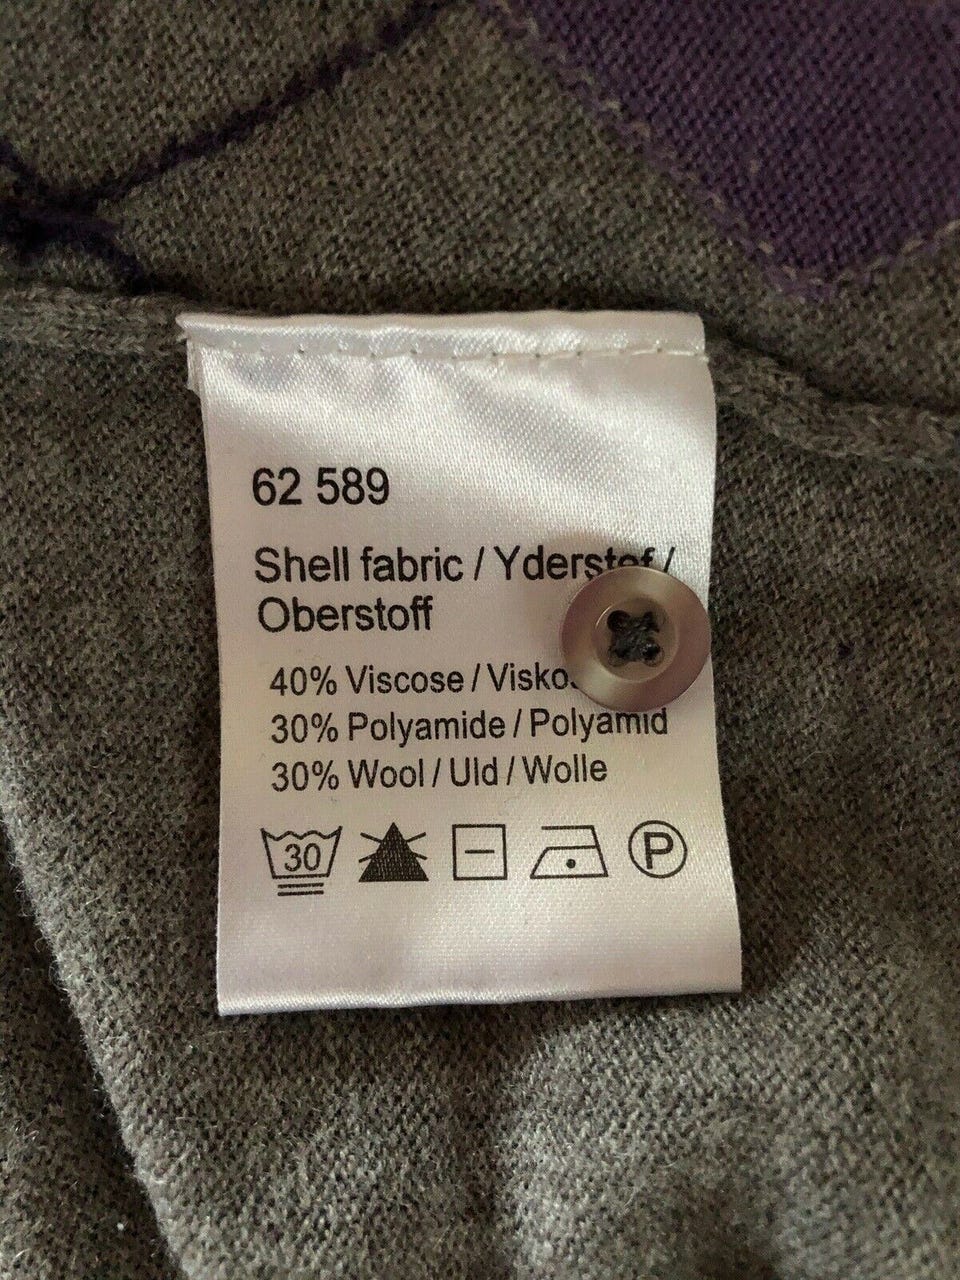 62 589
Shell fabric / Yderstof /
Oberstoff
40% Viscose / 
30% Polyamide / Polyamid
30% Wool / Uld / Wolle
30
P